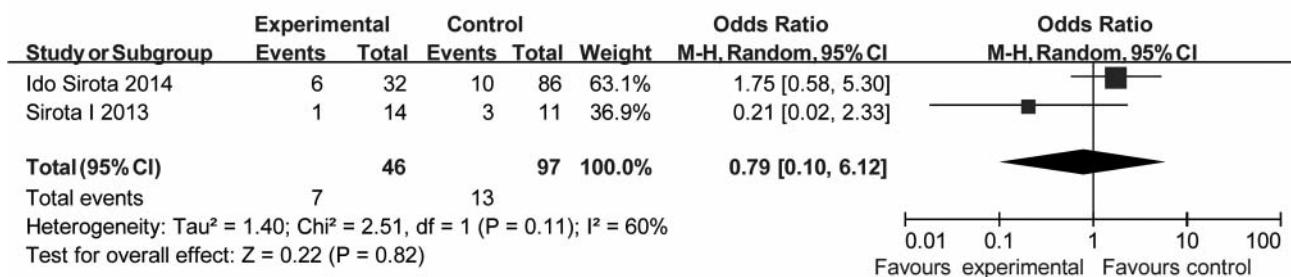 Experimental Control Odds Ratio Odds Ratio
Study or Subgroup Events Total Events Total Weight M-H, Random, 95% CI M-H, Random, 95% CI
Ido Sirota 2014 6 32 10 86 63.1% 1.75 [0.58, 5.30]
Sirota I 2013 1 14 3 11 36.9% 0.21 [0.02, 2.33]
Total (95% CI) 46 97 100.0% 0.79 [0.10, 6.12]
Total events 7 13
Heterogeneity: Tau² = 1.40; Chi² = 2.51, df = 1 (P = 0.11); I² = 60%
Test for overall effect: Z = 0.22 (P = 0.82)
0.01 0.1 1 10 100
Favours experimental Favours control